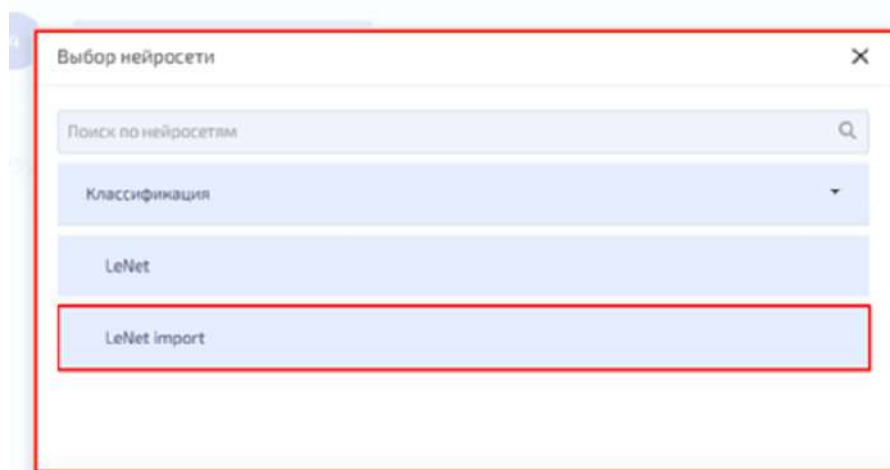 Выбор нейросети
Поиск по нейросетям
Классификация
LeNet
LeNet import